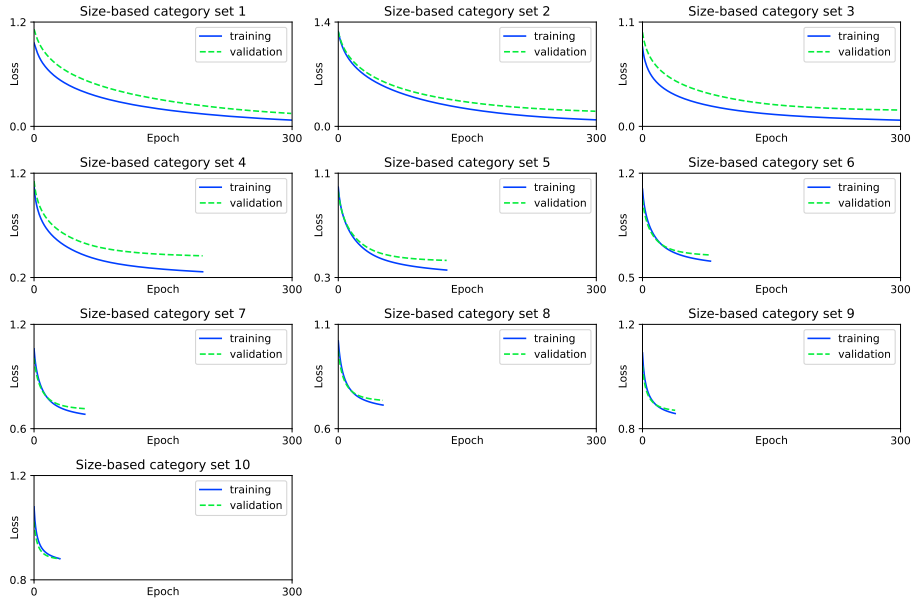 Size-based category set 1
1.2
Loss
training
validation
0.0
0
Epoch
300
Size-based category set 2
1.4
Loss
training
validation
0.0
0
Epoch
300
Size-based category set 3
1.1
Loss
training
validation
0.0
0
Epoch
300
Size-based category set 4
1.2
Loss
training
validation
0.2
0
Epoch
300
Size-based category set 5
1.1
Loss
training
validation
0.3
0
Epoch
300
Size-based category set 6
1.2
Loss
training
validation
0.5
0
Epoch
300
Size-based category set 7
1.2
Loss
training
validation
0.6
0
Epoch
300
Size-based category set 8
1.1
Loss
training
validation
0.6
0
Epoch
300
Size-based category set 9
1.2
Loss
training
validation
0.8
0
Epoch
300
Size-based category set 10
1.2
Loss
training
validation
0.8
0
Epoch
300